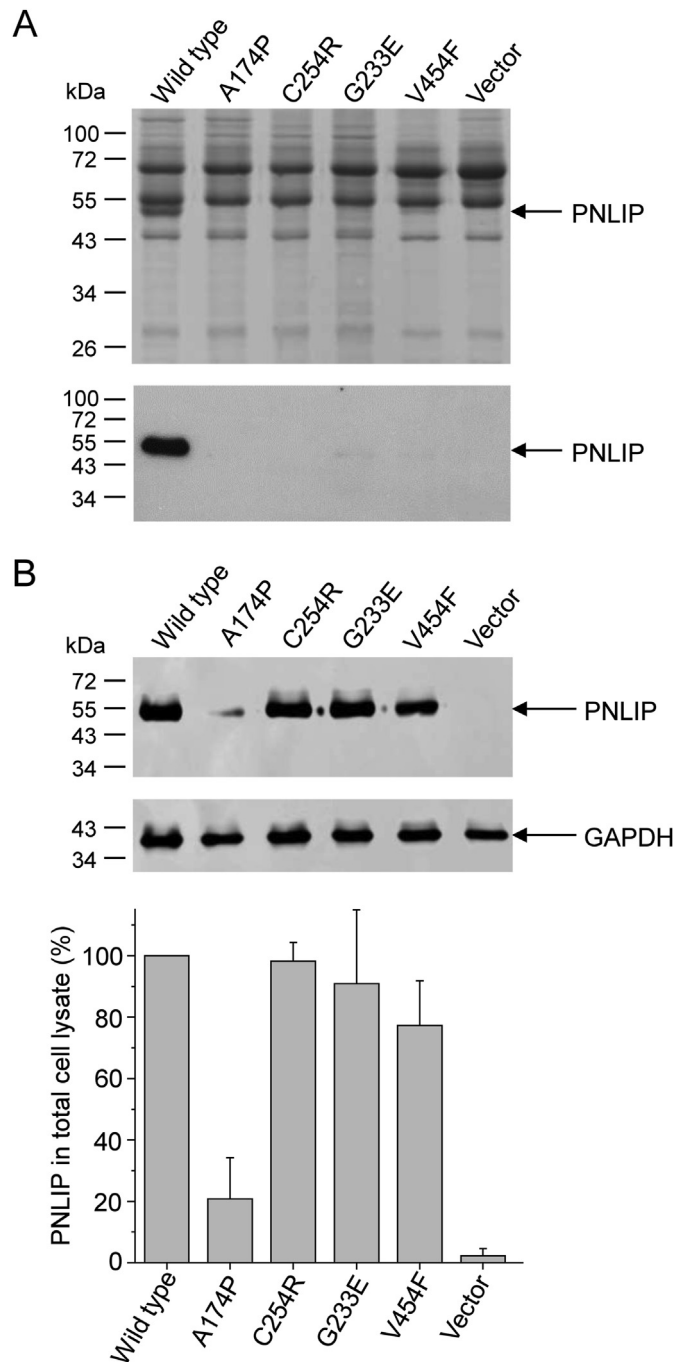 A
kDa
Wild type
A174P
C254R
G233E
V454F
Vector
100
72
55
43
34
26
PNLIP
100
72
55
43
34
PNLIP
B
kDa
Wild type
A174P
C254R
G233E
V454F
Vector
72
55
43
34
PNLIP
43
34
GAPDH
PNLIP in total cell lysate (%)
100
80
60
40
20
0
Wild type
A174P
C254R
G233E
V454F
Vector